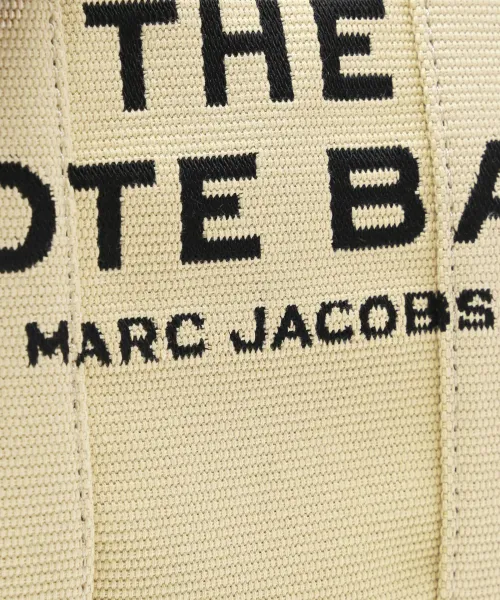 THE
OTE BA
MARC JACOBS